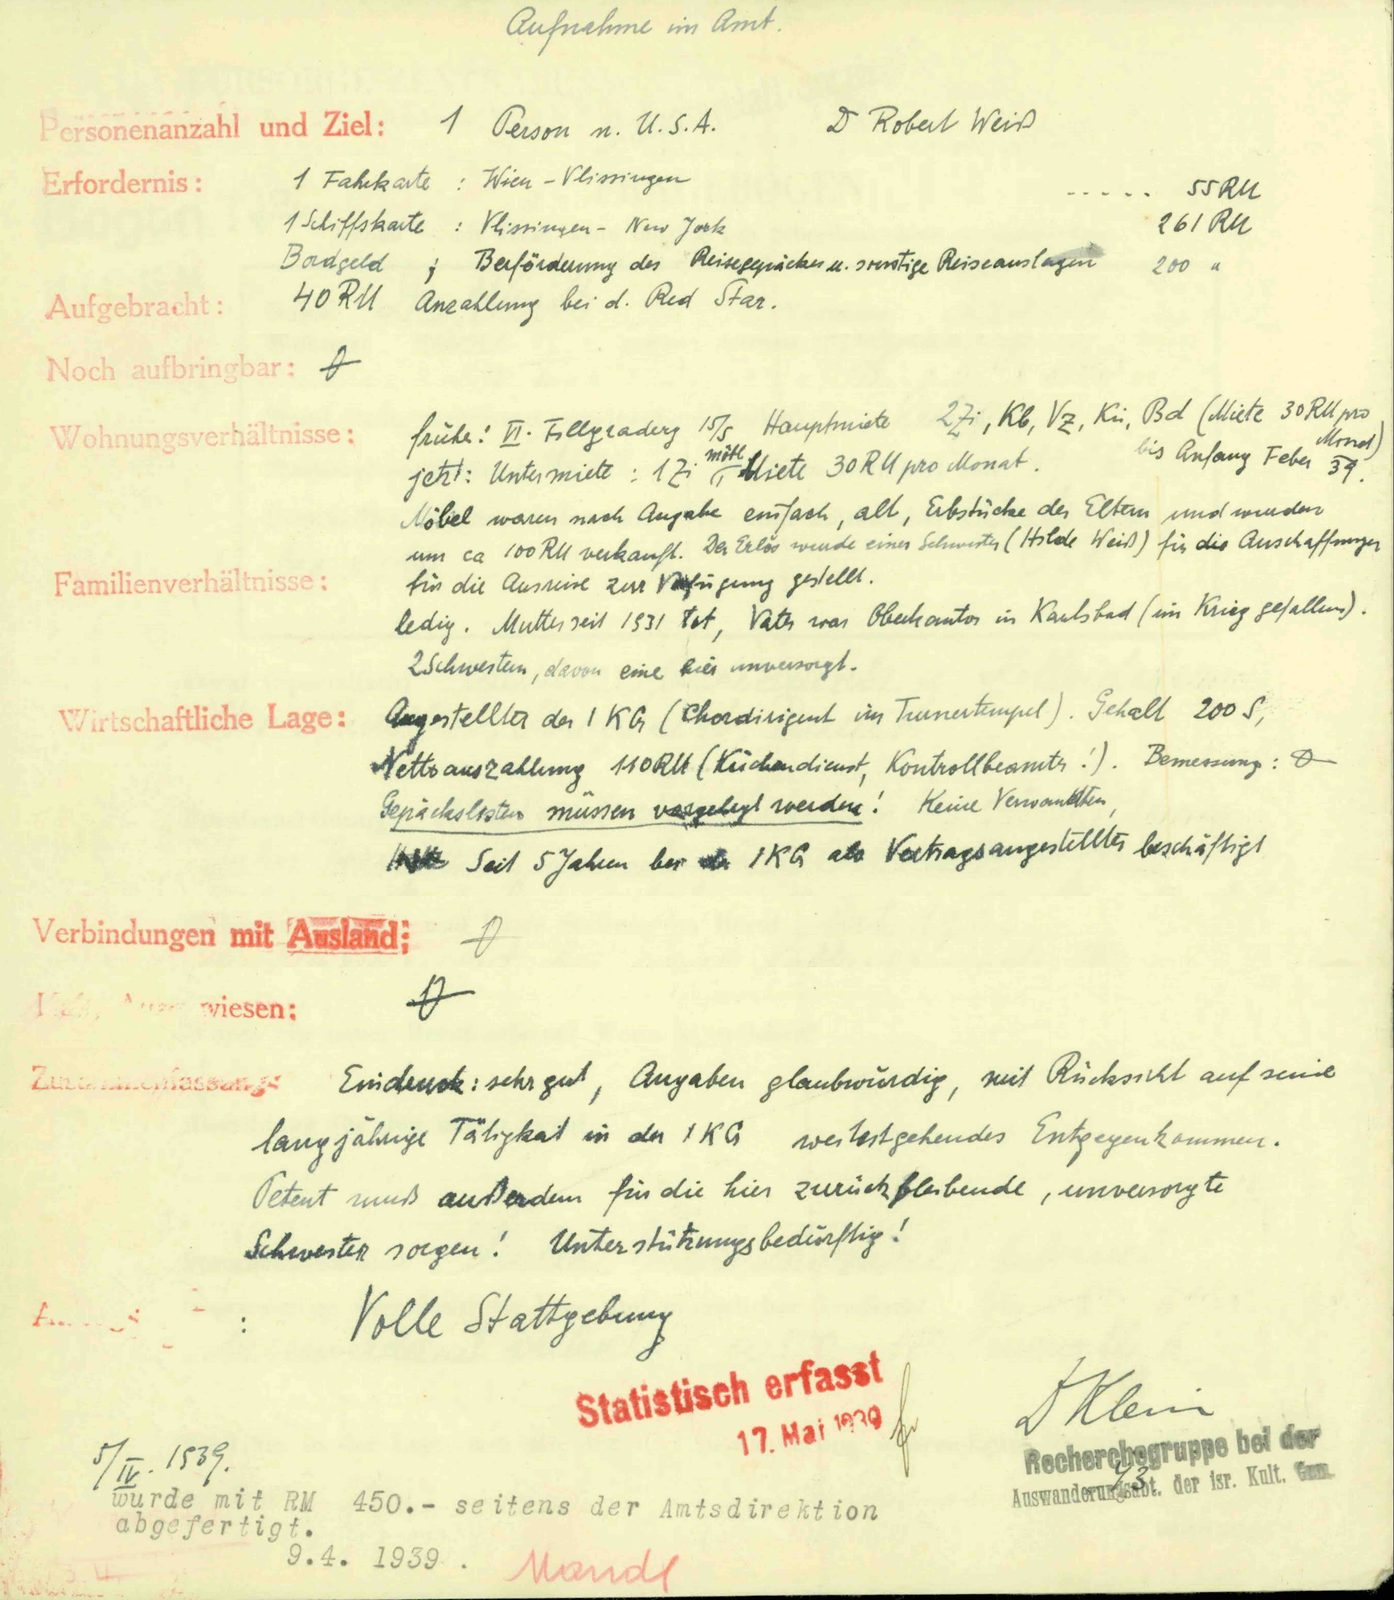 Aufnahme im Amt.
Personenanzahl und Ziel: 1 Person n. U.S.A. Dr Robert Weiß
Erfordernis: 1 Fahrkarte : Wien - Vlissingen ..... 55 RM
1 Schiffskarte : Vlissingen - New York 261 RM
Bordgeld ; Beförderung des Reisegepäckes u. sonstige Reiseauslagen 200 "
Aufgebracht: 40 RM Anzahlung bei d. Red Star.
Noch aufbringbar: 0
Wohnungsverhältnisse: früher: II. 15/5 Hauptmiete 2 Zi, Kb, Vz, Kü, Bd (Miete 30 RM pro Monat)
jetzt: Untermiete : 1 Zi möbl Miete 30 RM pro Monat. bis Anfang Feber 39.
Möbel waren nach Angabe einfach, alt, Erbstücke der Eltern und wurden
um ca 100 RM verkauft. Der Erlös wurde einer Schwester (Hilde Weiß) für die Anschaffungen
Familienverhältnisse: für die Ausreise zur Verfügung gestellt.
ledig. Mutter seit 1931 tot, Vater war Oberkantor in Karlsbad (im Krieg gefallen).
2 Schwestern, davon eine hier unversorgt.
Wirtschaftliche Lage: Angestellter der IKG (Chordirigent im Turnertempel). Gehalt 200 S,
Nettoauszahlung 110 RM (Küchendienst, Kontrollbeamter!). Bemessung: 0
Gepäckslisten müssen vorgelegt werden! Keine Verwandten,
Seit 5 Jahren bei IKG als Vertragsangestellter beschäftigt
Verbindungen mit Ausland: 0
wiesen: 0
Zusammenfassung: Eindruck: sehr gut, Angaben glaubwürdig, mit Rücksicht auf seine
langjährige Tätigkeit in der IKG weitestgehendes Entgegenkommen.
Petent muß außerdem für die hier zurückbleibende, unversorgte
Schwester sorgen! Unterstützungsbedürftig!
: Volle Stattgebung
Statistisch erfasst
17. Mai 1939
Dr Klein
Recherchegruppe bei der
Auswanderungsabt. der isr. Kult. Gem.
43
5/IV. 1939.
wurde mit RM 450.- seitens der Amtsdirektion
abgefertigt.
9.4. 1939.
Mandl